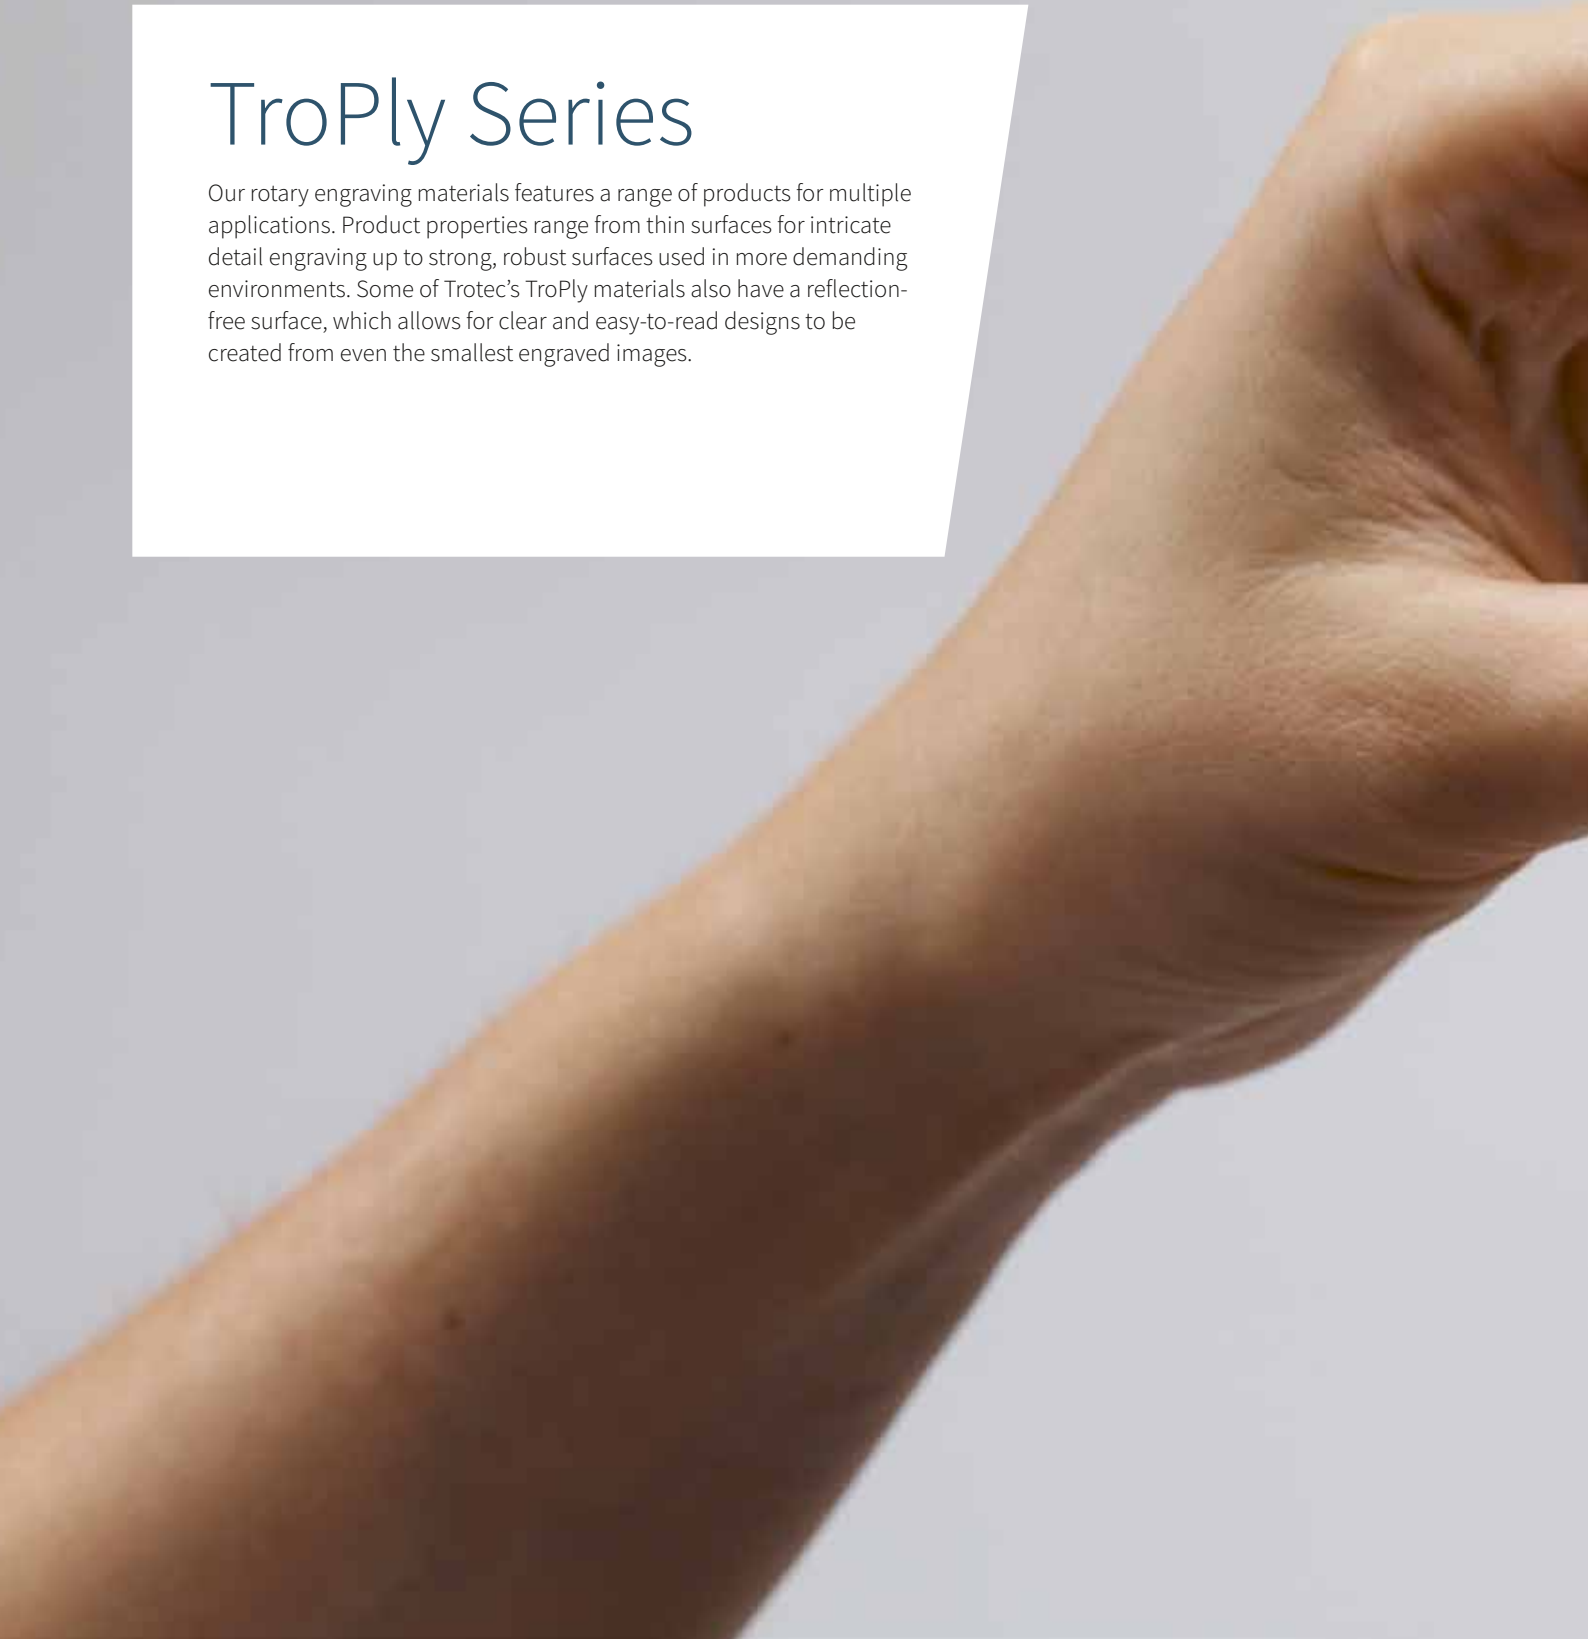 TroPly Series
Our rotary engraving materials features a range of products for multiple
applications. Product properties range from thin surfaces for intricate
detail engraving up to strong, robust surfaces used in more demanding
environments. Some of Trotec’s TroPly materials also have a reflection-
free surface, which allows for clear and easy-to-read designs to be
created from even the smallest engraved images.